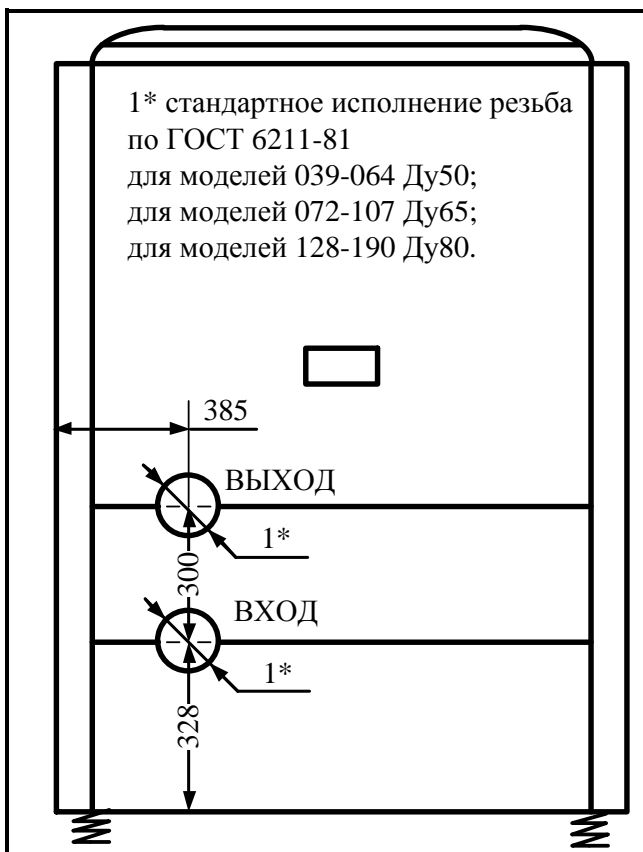 1* стандартное исполнение резьба
по ГОСТ 6211-81
для моделей 039-064 Ду50;
для моделей 072-107 Ду65;
для моделей 128-190 Ду80.
385
ВЫХОД
1*
300
ВХОД
1*
328